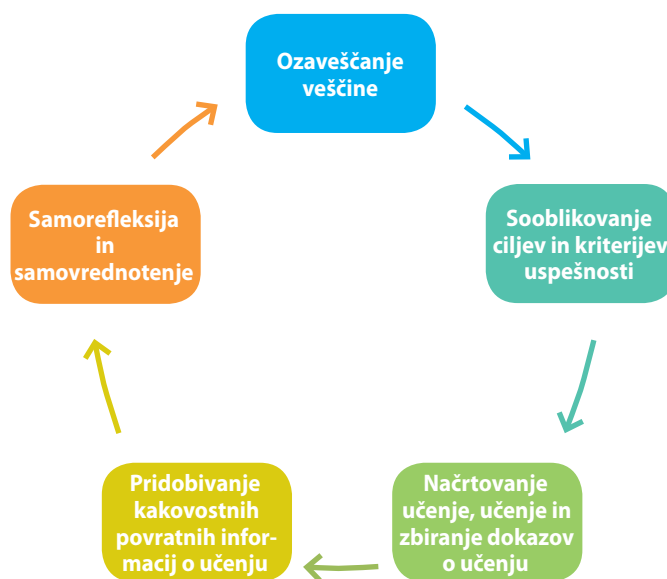 Ozaveščanje
veščine
Sooblikovanje
ciljev in kriterijev
uspešnosti
Načrtovanje
učenje, učenje in
zbiranje dokazov
o učenju
Pridobivanje
kakovostnih
povratnih infor-
macij o učenju
Samorefleksija
in
samovrednotenje